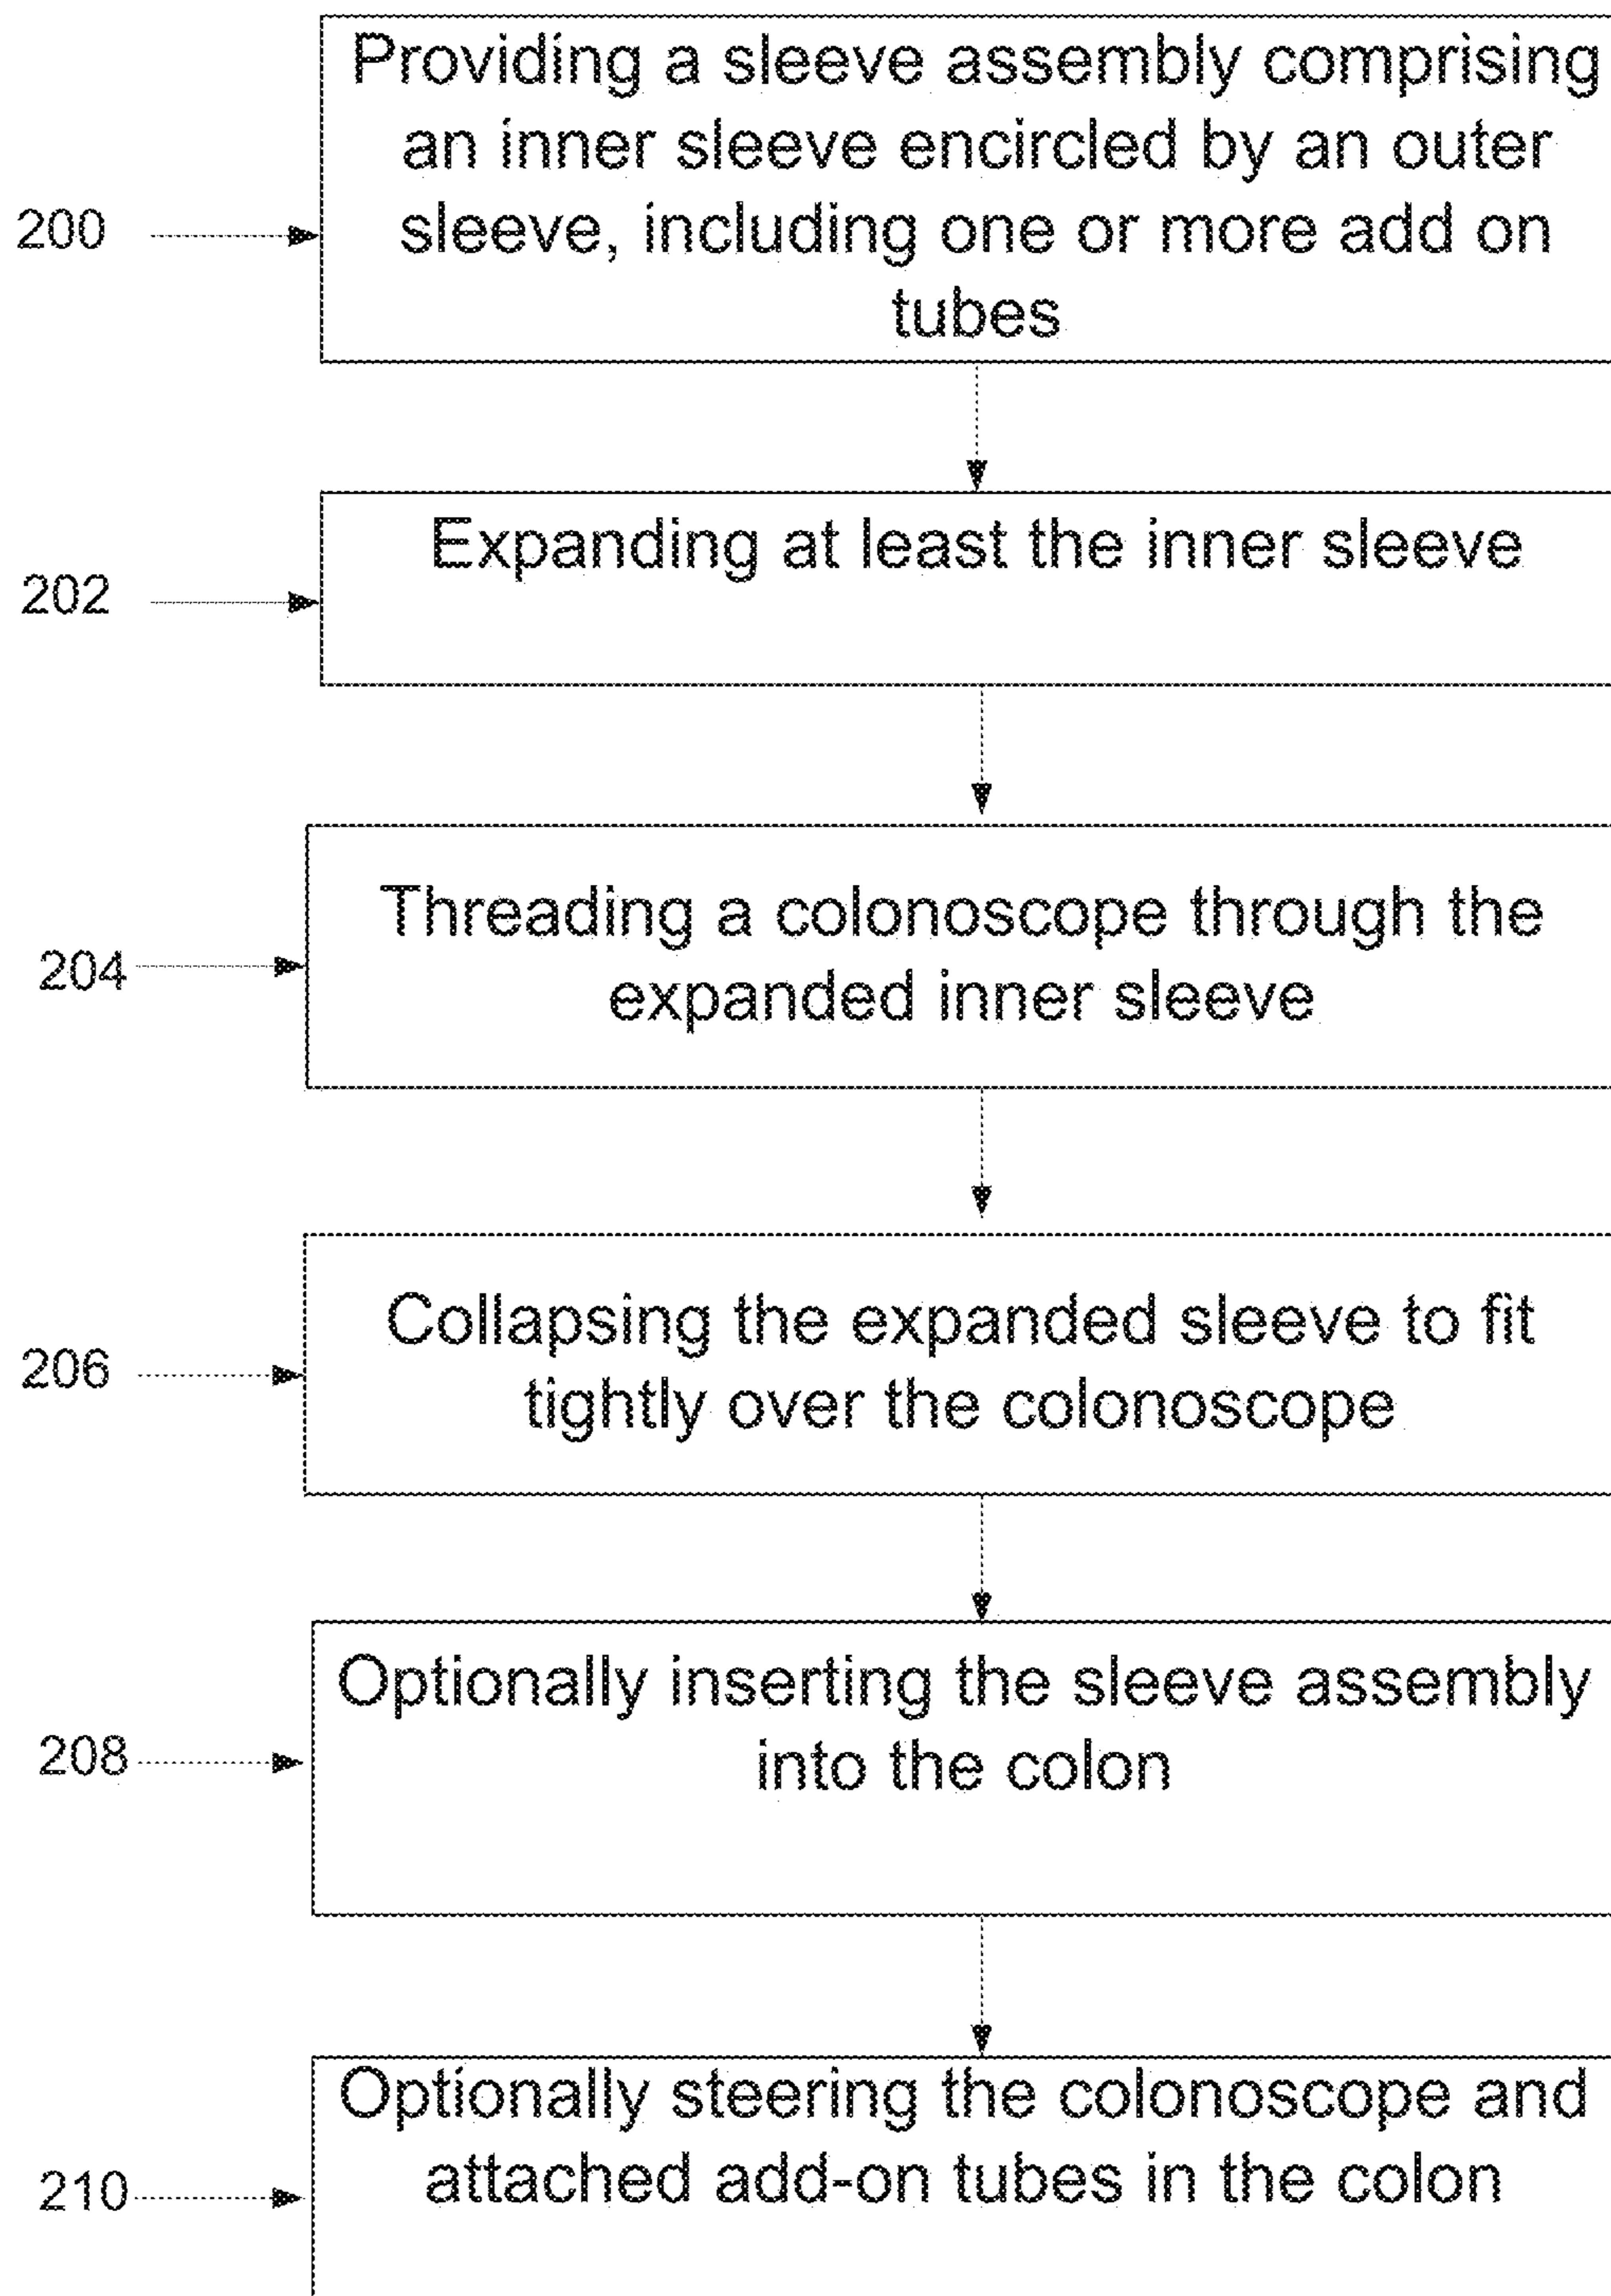 Providing a sleeve assembly comprising
an inner sleeve encircled by an outer
200
sleeve, including one or more add on
tubes
Expanding at least the inner sleeve
202
Threading a colonoscope through the
204
expanded inner sleeve
Collapsing the expanded sleeve to fit
206
tightly over the colonoscope
Optionally inserting the sleeve assembly
208
into the colon
Optionally steering the colonoscope and
210
attached add-on tubes in the colon